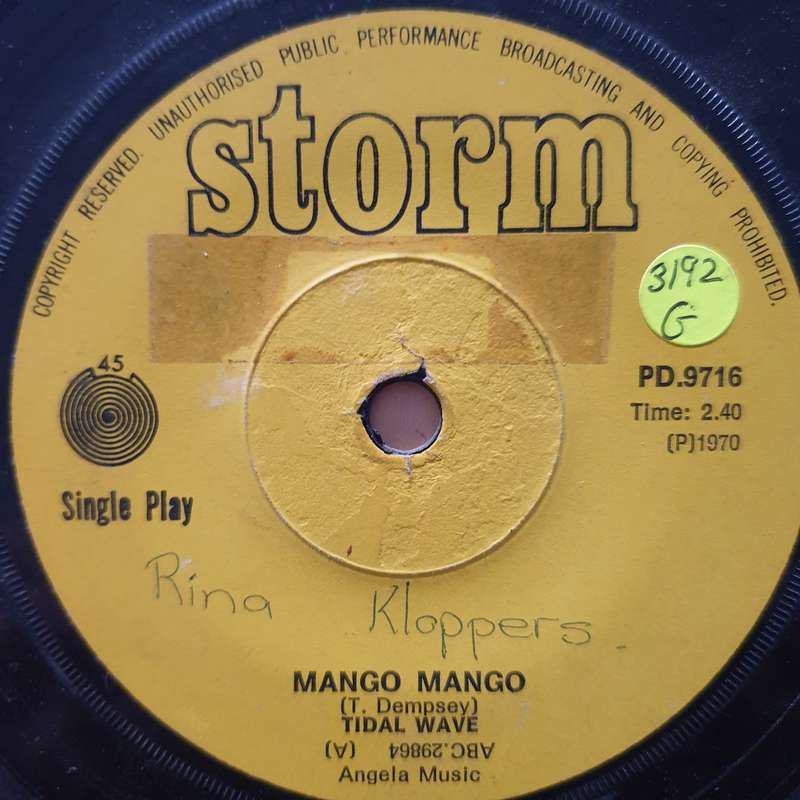 COPYRIGHT RESERVED. UNAUTHORISED PUBLIC PERFORMANCE BROADCASTING AND COPYING PROHIBITED.
storm
3192
G
45
PD.9716
Time: 2.40
(P)1970
Single Play
Rina Kloppers.
MANGO MANGO
(T. Dempsey)
TIDAL WAVE
ABC.29864 (A)
Angela Music